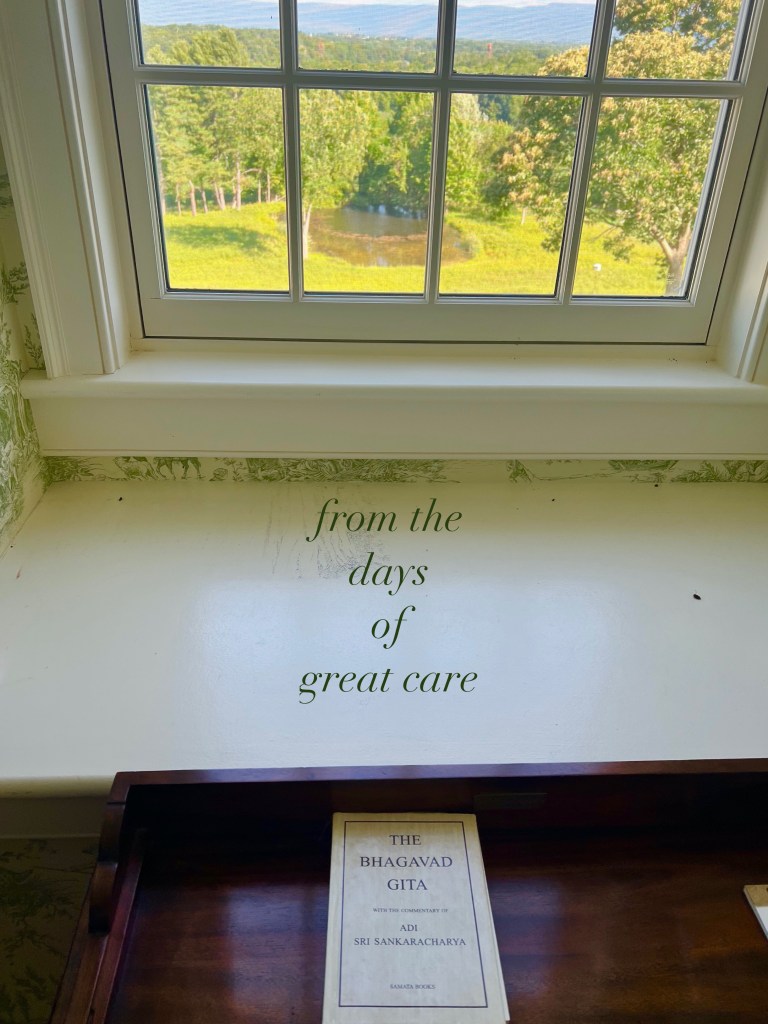 from the
days
of
great care
THE
BHAGAVAD
GITA
WITH THE COMMENTARY OF
ADI
SRI SANKARACHARYA
SAMATA BOOKS